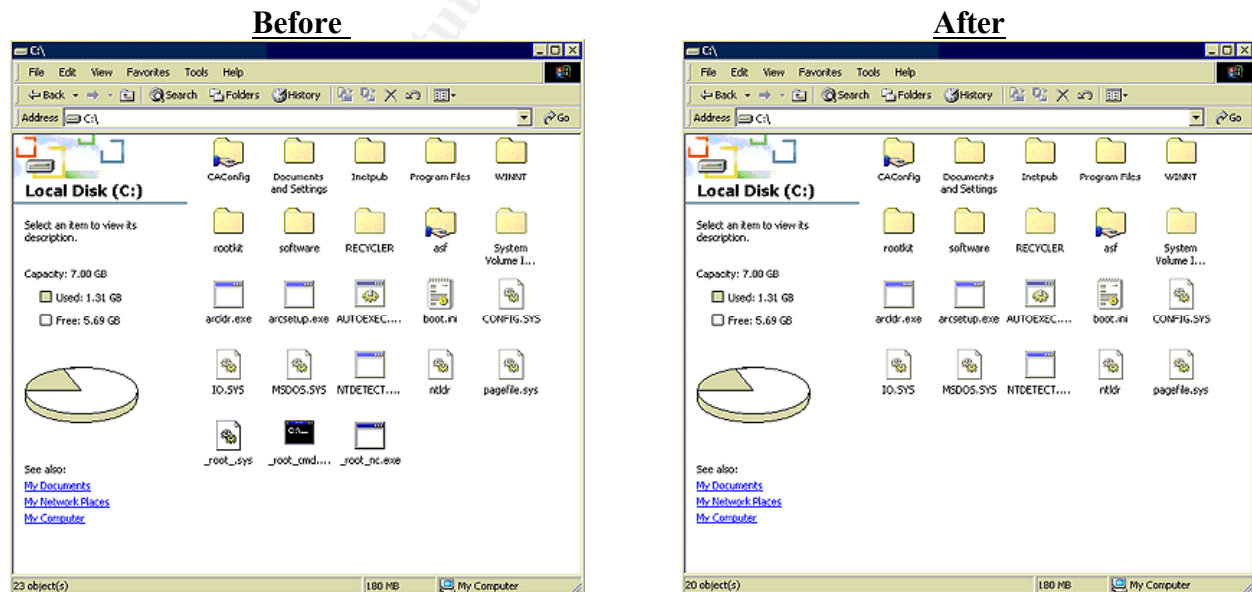 Before
C:\
File Edit View Favorites Tools Help
Back Search Folders History
Address C:\ Go
Local Disk (C:)
Select an item to view its
description.
Capacity: 7.00 GB
Used: 1.31 GB
Free: 5.69 GB
See also:
My Documents
My Network Places
My Computer
CAConfig Documents and Settings Inetpub Program Files WINNT
rootkit software RECYCLER asf System Volume I...
arcldr.exe arcsetup.exe AUTOEXEC.... boot.ini CONFIG.SYS
IO.SYS MSDOS.SYS NTDETECT.... ntldr pagefile.sys
_root_.sys _root_cmd.... _root_nc.exe
23 object(s) 180 MB My Computer
After
C:\
File Edit View Favorites Tools Help
Back Search Folders History
Address C:\ Go
Local Disk (C:)
Select an item to view its
description.
Capacity: 7.00 GB
Used: 1.31 GB
Free: 5.69 GB
See also:
My Documents
My Network Places
My Computer
CAConfig Documents and Settings Inetpub Program Files WINNT
rootkit software RECYCLER asf System Volume I...
arcldr.exe arcsetup.exe AUTOEXEC.... boot.ini CONFIG.SYS
IO.SYS MSDOS.SYS NTDETECT.... ntldr pagefile.sys
20 object(s) 180 MB My Computer